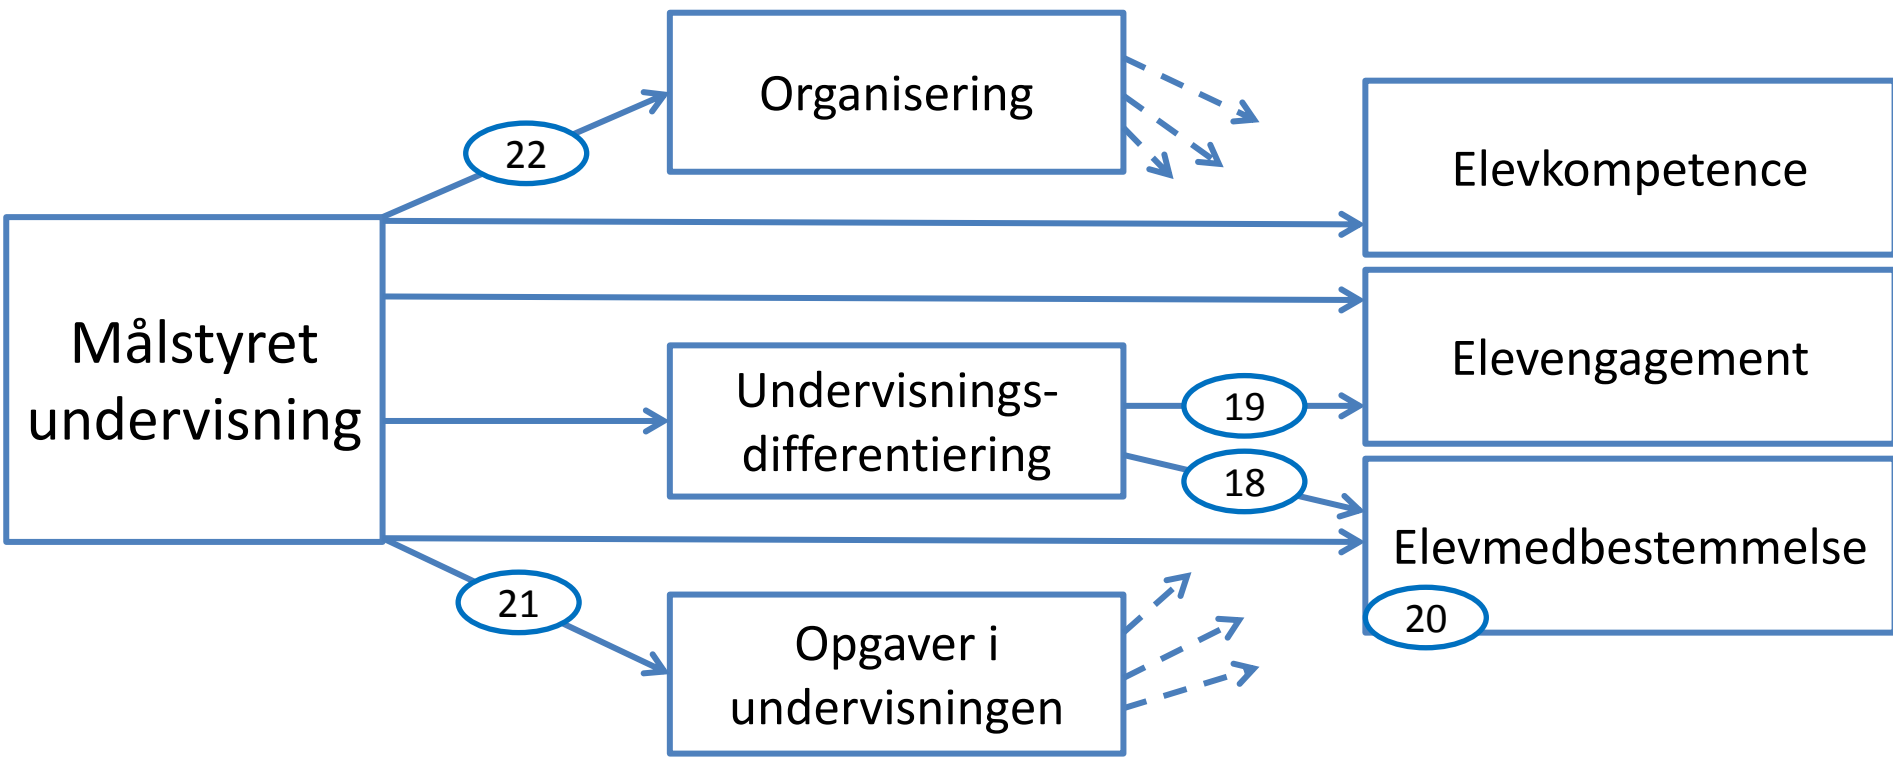 Organisering
22
Elevkompetence
Målstyret
undervisning
Elevengagement
Undervisnings-
differentiering
19
18
Elevmedbestemmelse
20
21
Opgaver i
undervisningen